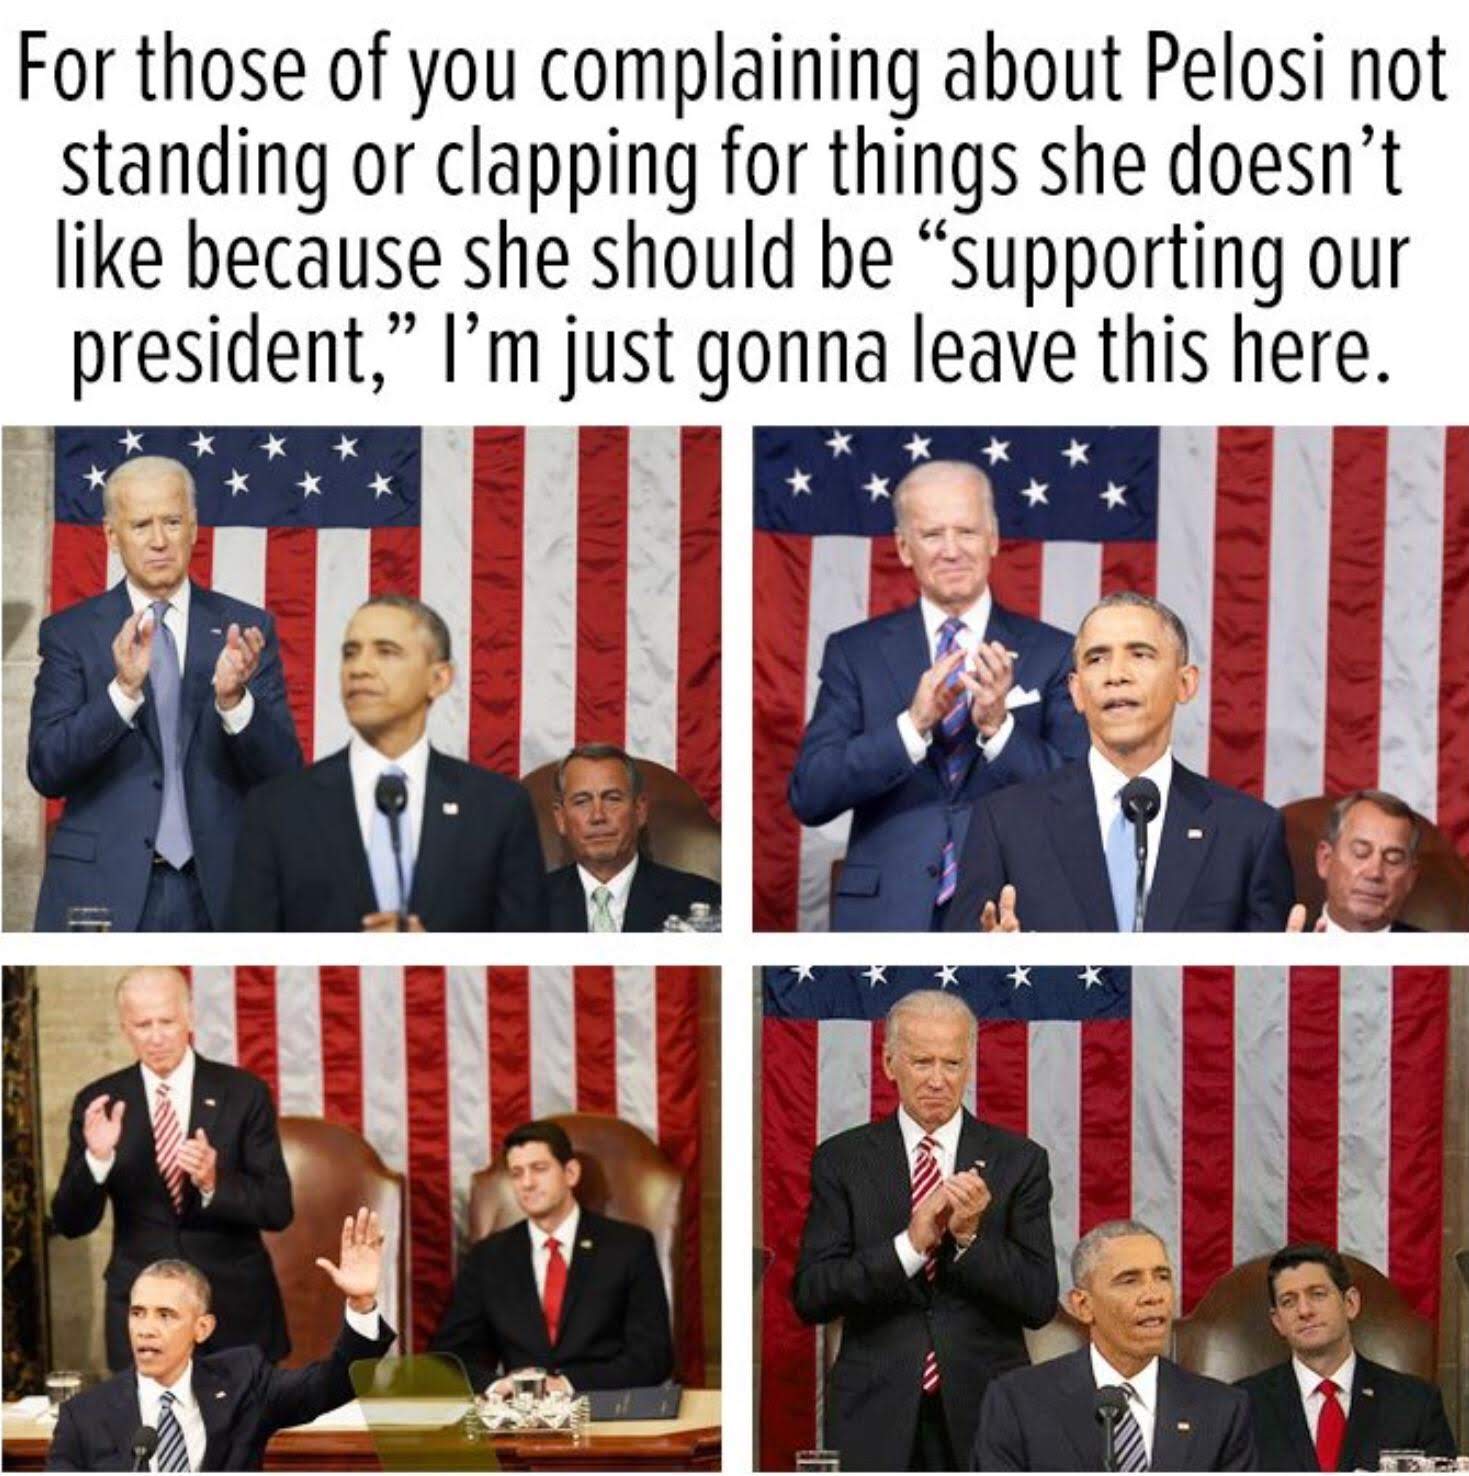 For those of you complaining about Pelosi not
standing or clapping for things she doesn’t
like because she should be “supporting our
president,” I’m just gonna leave this here.